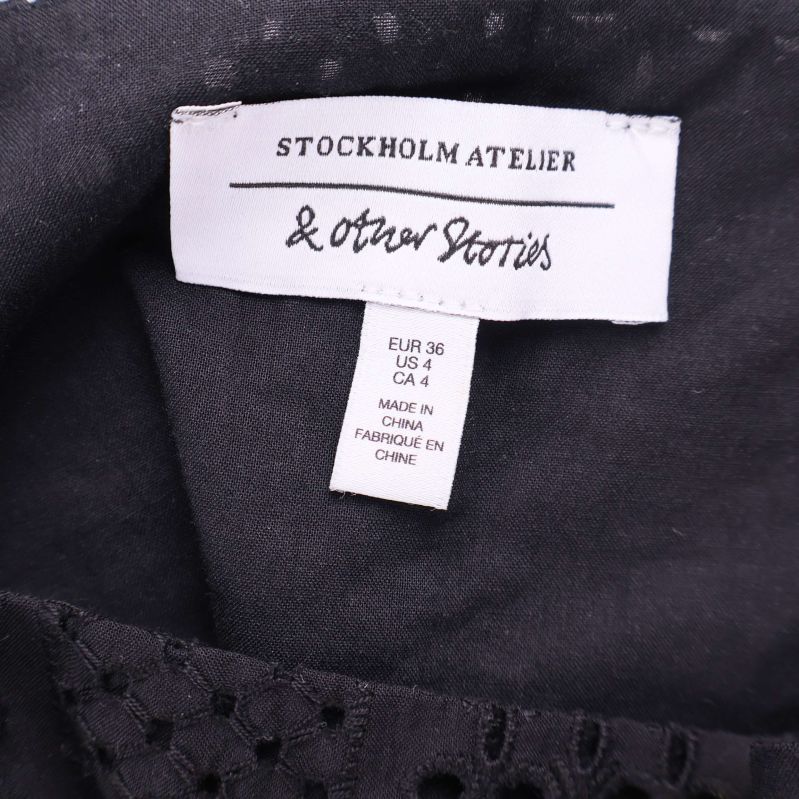 STOCKHOLM ATELIER
& Other Stories
EUR 36
US 4
CA 4
MADE IN
CHINA
FABRIQUÉ EN
CHINE